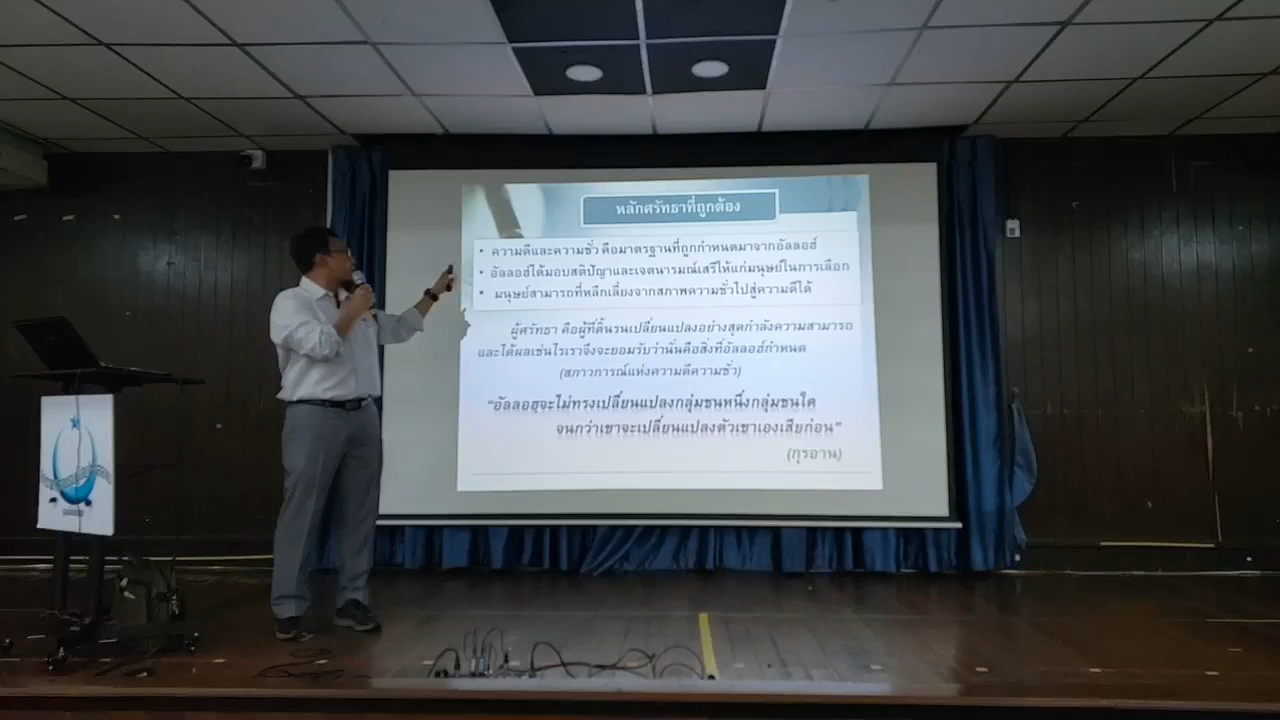 หลักศรัทธาที่ถูกต้อง
• ความดีและความชั่ว คือมาตรฐานที่ถูกกำหนดมาจากอัลลอฮ์
• อัลลอฮ์ได้มอบสติปัญาและเจตนารมณ์เสรีให้แก่มนุษย์ในการเลือก
• มนุษย์สามารถที่หลีกเลี่ยงจากสภาพความชั่วไปสู่ความดีได้
ผู้ศรัทธา คือผู้ที่ดิ้นรนเปลี่ยนแปลงอย่างสุดกำลังความสามารถ
และได้ผลเช่นไรเราจึงจะยอมรับว่านั่นคือสิ่งที่อัลลอฮ์กำหนด
(สภาวการณ์แห่งความดีความชั่ว)
“อัลลอฮฺจะไม่ทรงเปลี่ยนแปลงกลุ่มชนหนึ่งกลุ่มชนใด
จนกว่าเขาจะเปลี่ยนแปลงตัวเขาเองเสียก่อน”
(กุรอาน)